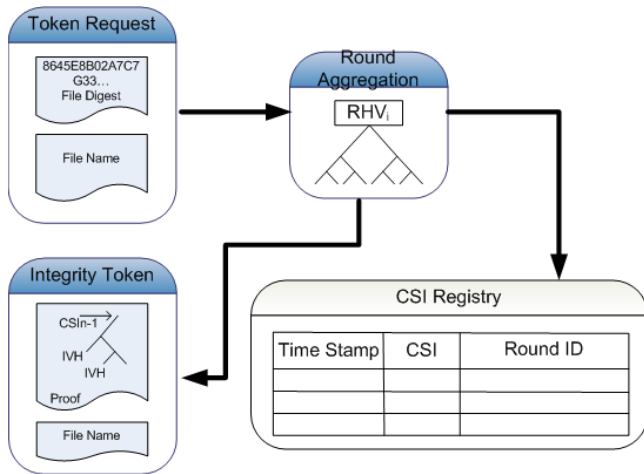 Token Request
8645E8B02A7C7
G33...
File Digest
File Name
Round
Aggregation
RHVi
Integrity Token
CSIn-1
IVH
IVH
Proof
File Name
CSI Registry
Time Stamp CSI Round ID